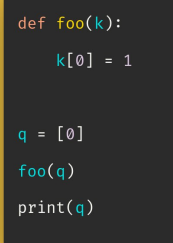 def foo(k):
    k[0] = 1
q = [0]
foo(q)
print(q)